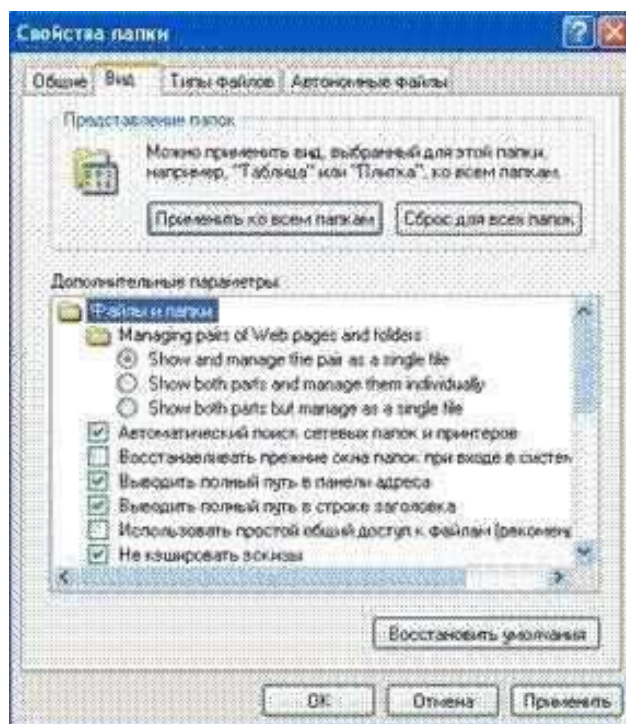 Свойства папки
Общие Вид Типы файлов Автономные файлы
Представление папок
Можно применить вид, выбранный для этой папки,
например, "Таблица" или "Плитка", ко всем папкам.
Применить ко всем папкам Сброс для всех папок
Дополнительные параметры:
Файлы и папки
Managing pairs of Web pages and folders
Show and manage the pair as a single file
Show both parts and manage them individually
Show both parts but manage as a single file
Автоматический поиск сетевых папок и принтеров
Восстанавливать прежние окна папок при входе в систем
Выводить полный путь в панели адреса
Выводить полный путь в строке заголовка
Использовать простой общий доступ к файлам (рекомен
Не кэшировать эскизы
Восстановить умолчания
ОК Отмена Применить